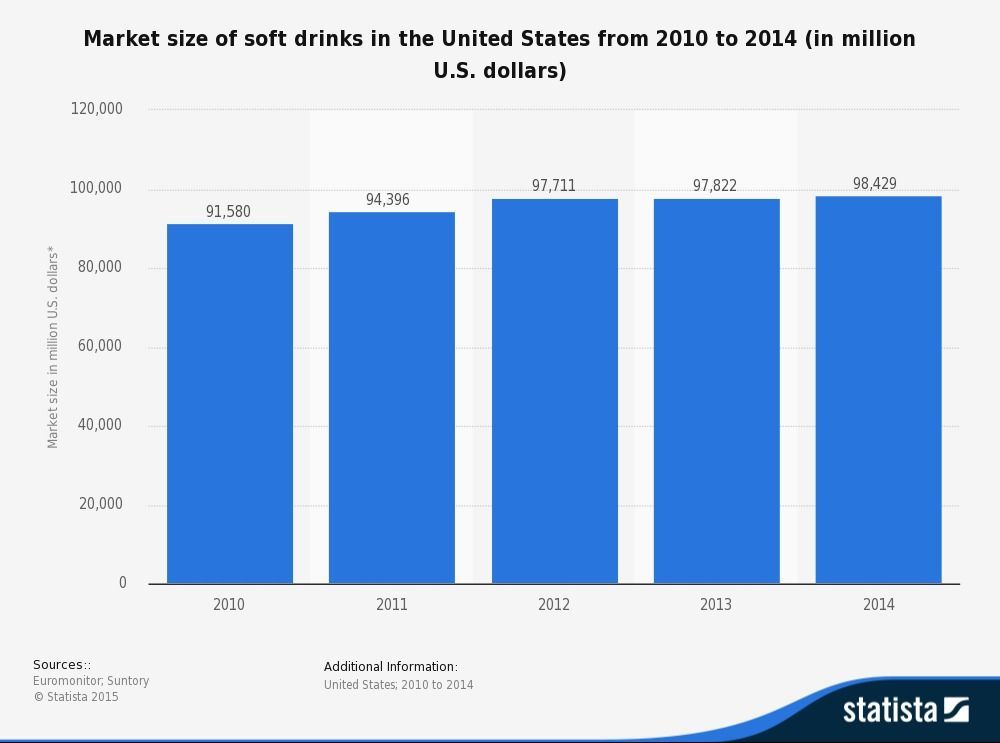 Market size of soft drinks in the United States from 2010 to 2014 (in million
U.S. dollars)
120,000
100,000
80,000
60,000
40,000
20,000
0
Market size in million U.S. dollars*
91,580
94,396
97,711
97,822
98,429
2010
2011
2012
2013
2014
Sources::
Euromonitor; Suntory
© Statista 2015
Additional Information:
United States; 2010 to 2014
statista